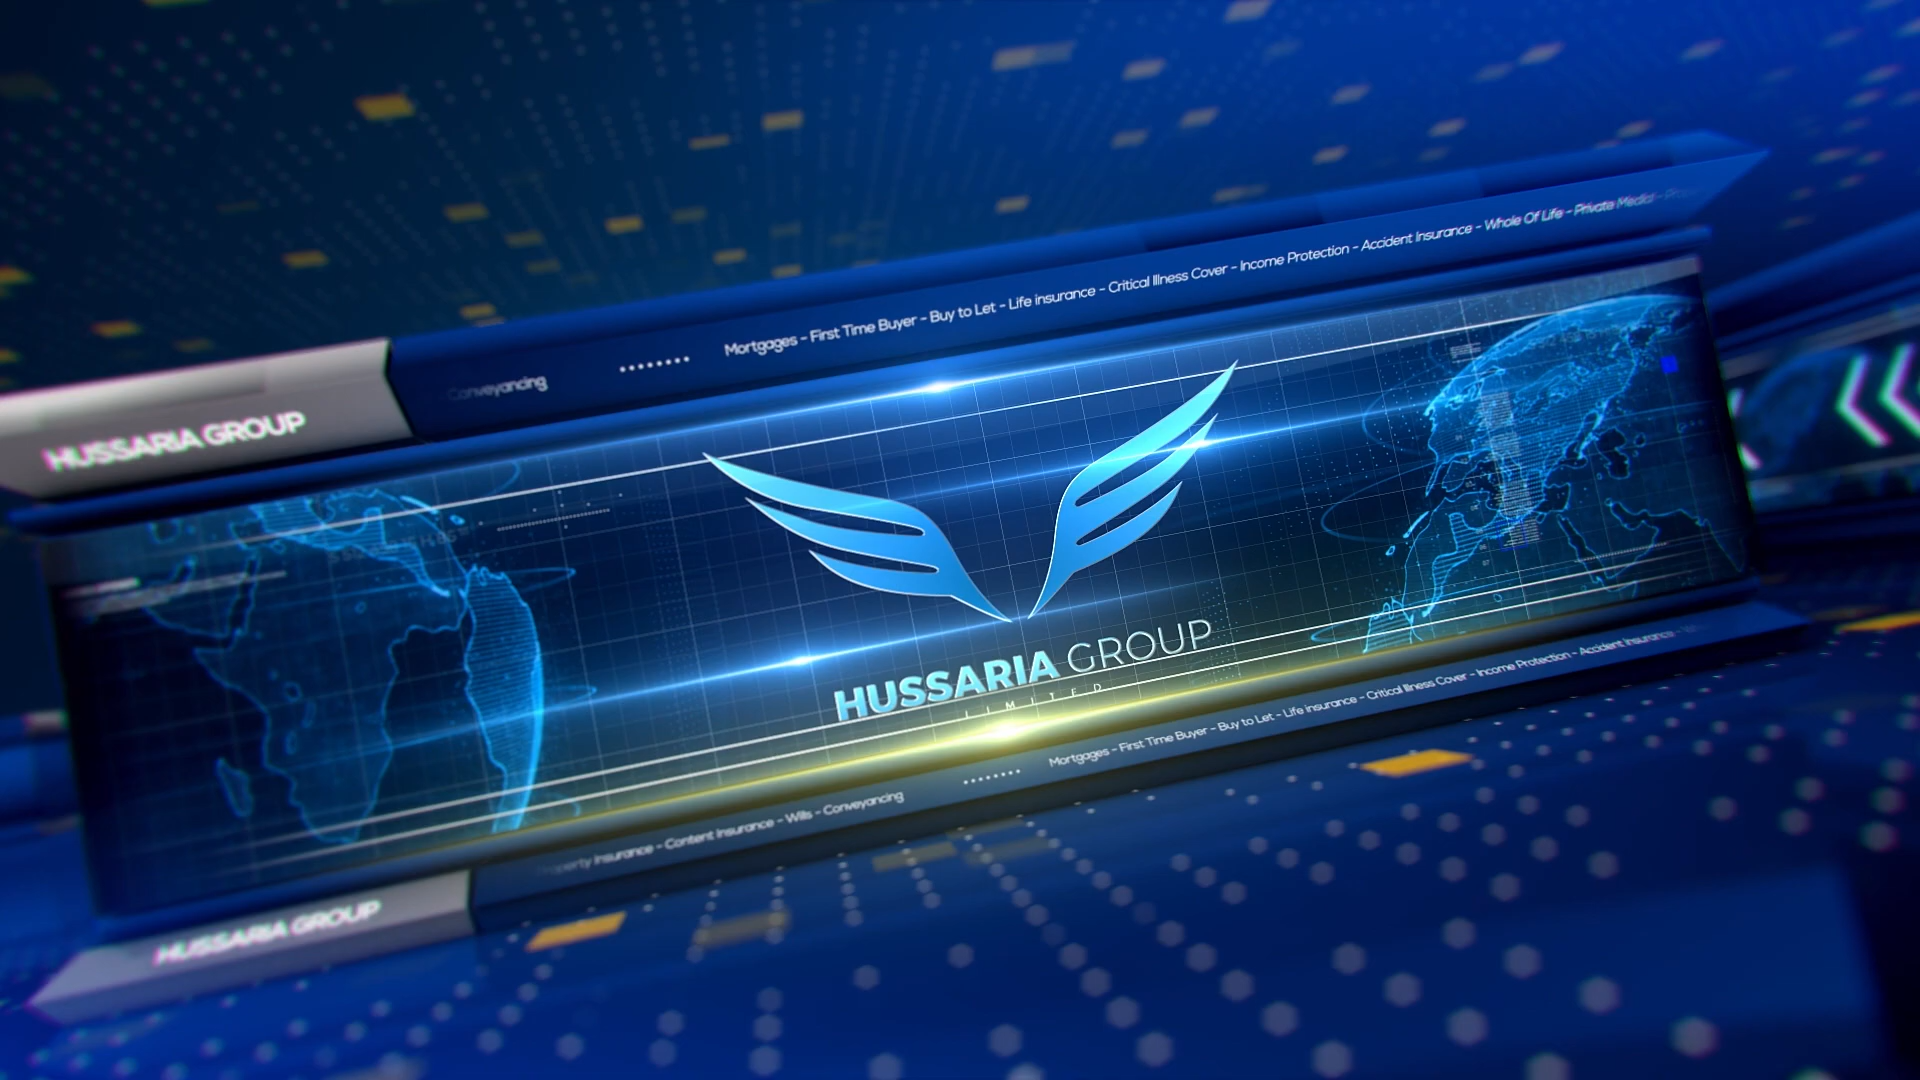 Mortgages - First Time Buyer - Buy to Let - Life insurance - Critical Illness Cover - Income Protection - Accident Insurance - Whole Of Life - Private Medical
Conveyancing
HUSSARIA GROUP
HUSSARIA GROUP
LIMITED
Mortgages - First Time Buyer - Buy to Let - Life insurance - Critical Illness Cover - Income Protection - Accident Insurance
Property Insurance - Content Insurance - Wills - Conveyancing
HUSSARIA GROUP